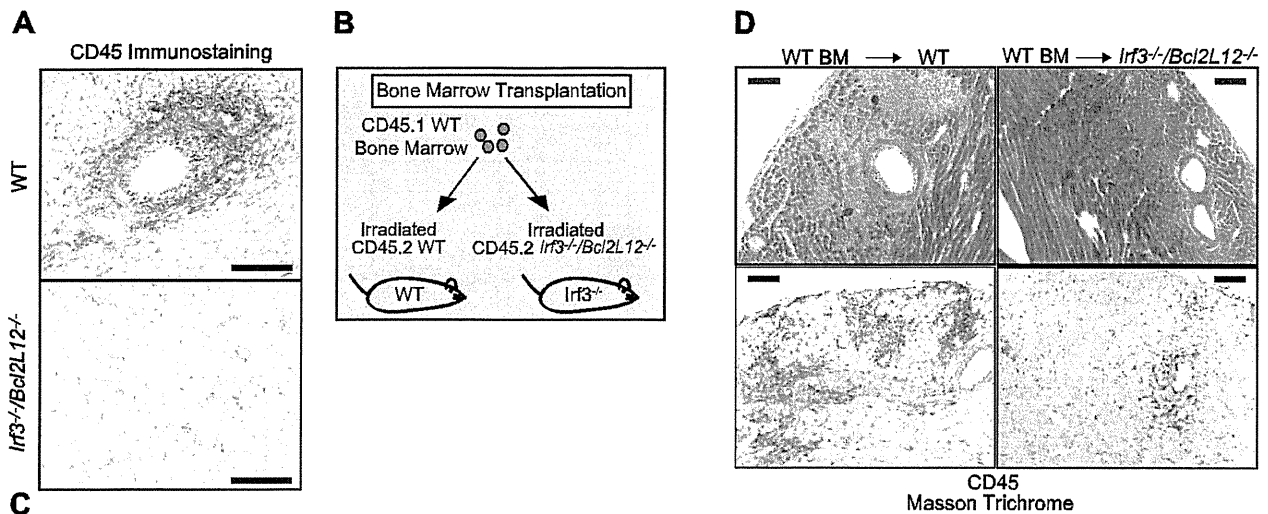 A
CD45 Immunostaining
WT
Irf3-/-/Bcl2L12-/-
C
B
Bone Marrow Transplantation
CD45.1 WT
Bone Marrow
Irradiated
CD45.2 WT
Irradiated
CD45.2 Irf3-/-/Bcl2L12-/-
WT
Irf3-/-
D
WT BM → WT
WT BM → Irf3-/-/Bcl2L12-/-
CD45
Masson Trichrome